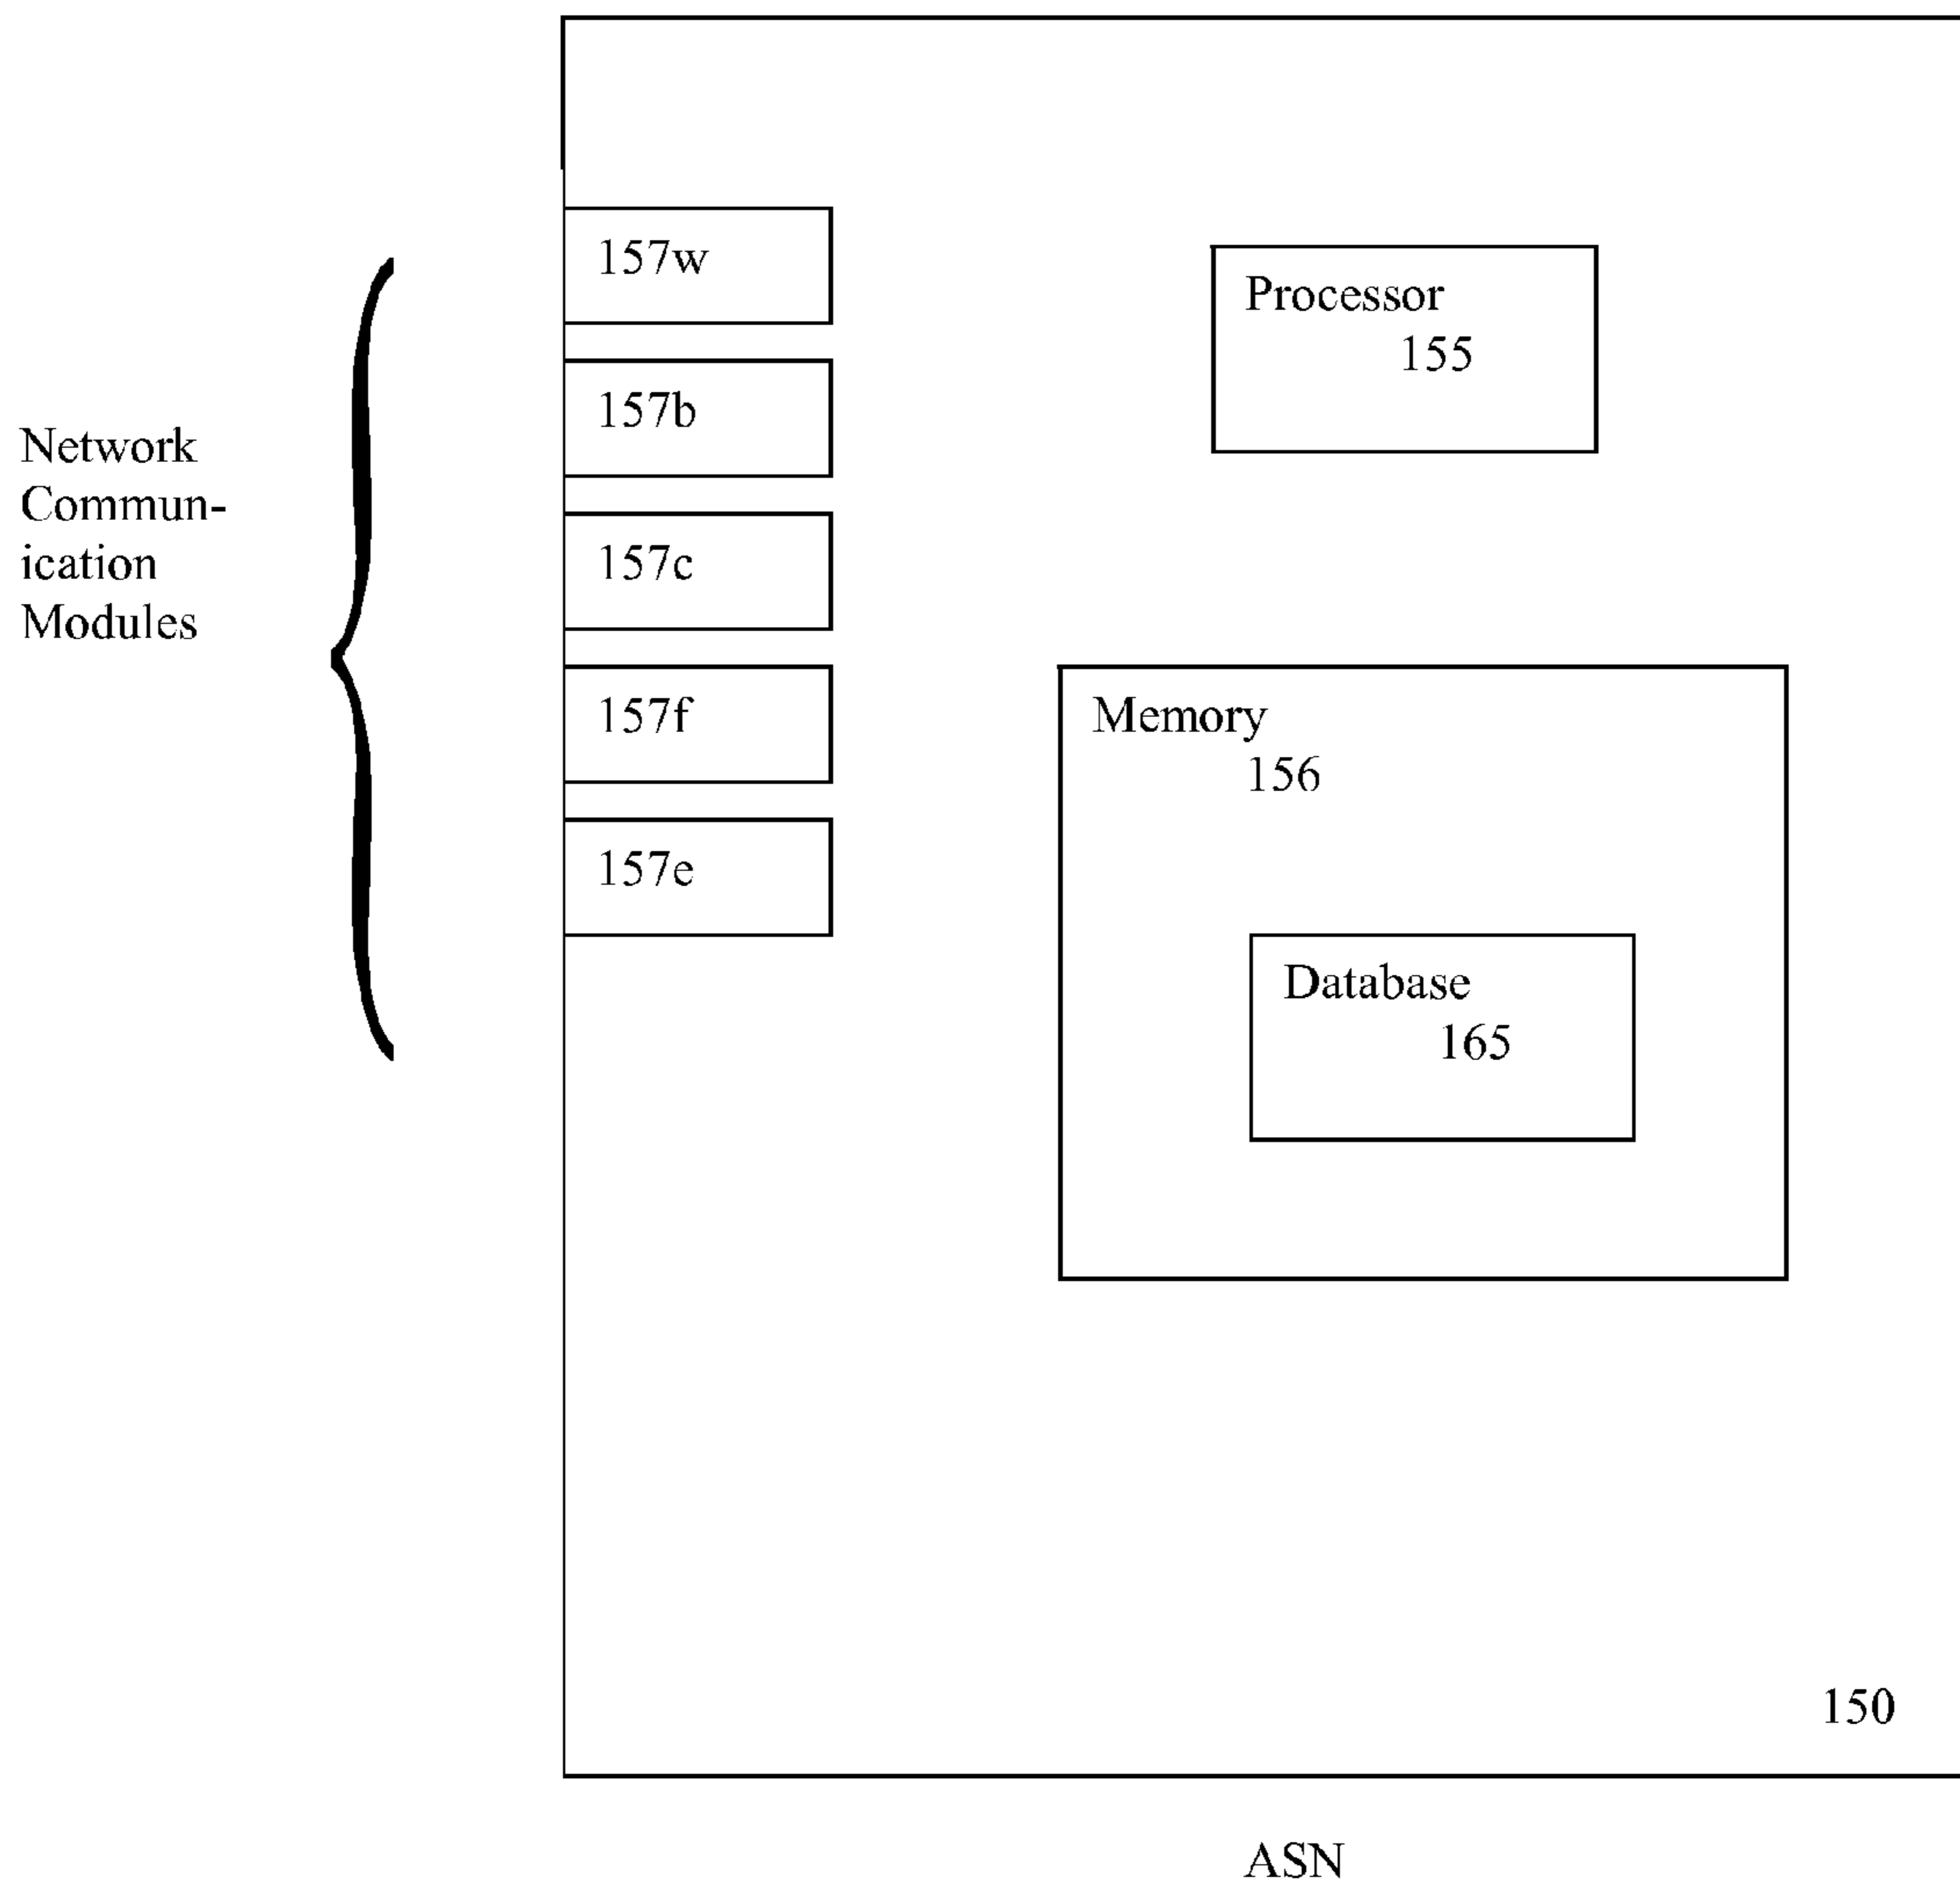 Network
Commun-
ication
Modules
157w
157b
157c
157f
157e
Processor
155
Memory
156
Database
165
150
ASN